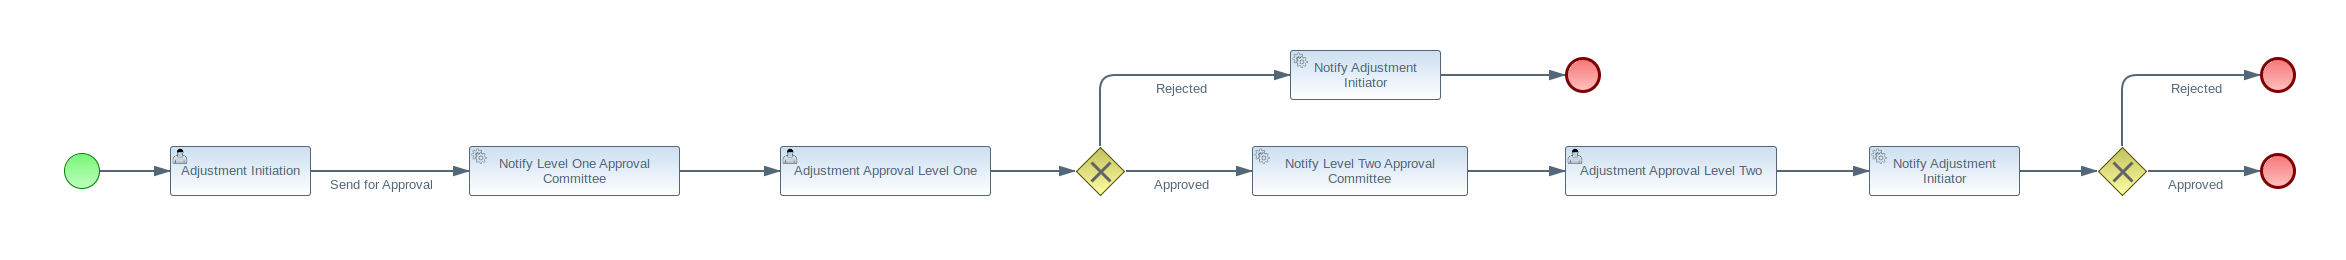 Notify Adjustment
Initiator
Rejected
Rejected
Adjustment Initiation
Send for Approval
Notify Level One Approval
Committee
Adjustment Approval Level One
Approved
Notify Level Two Approval
Committee
Adjustment Approval Level Two
Notify Adjustment
Initiator
Approved